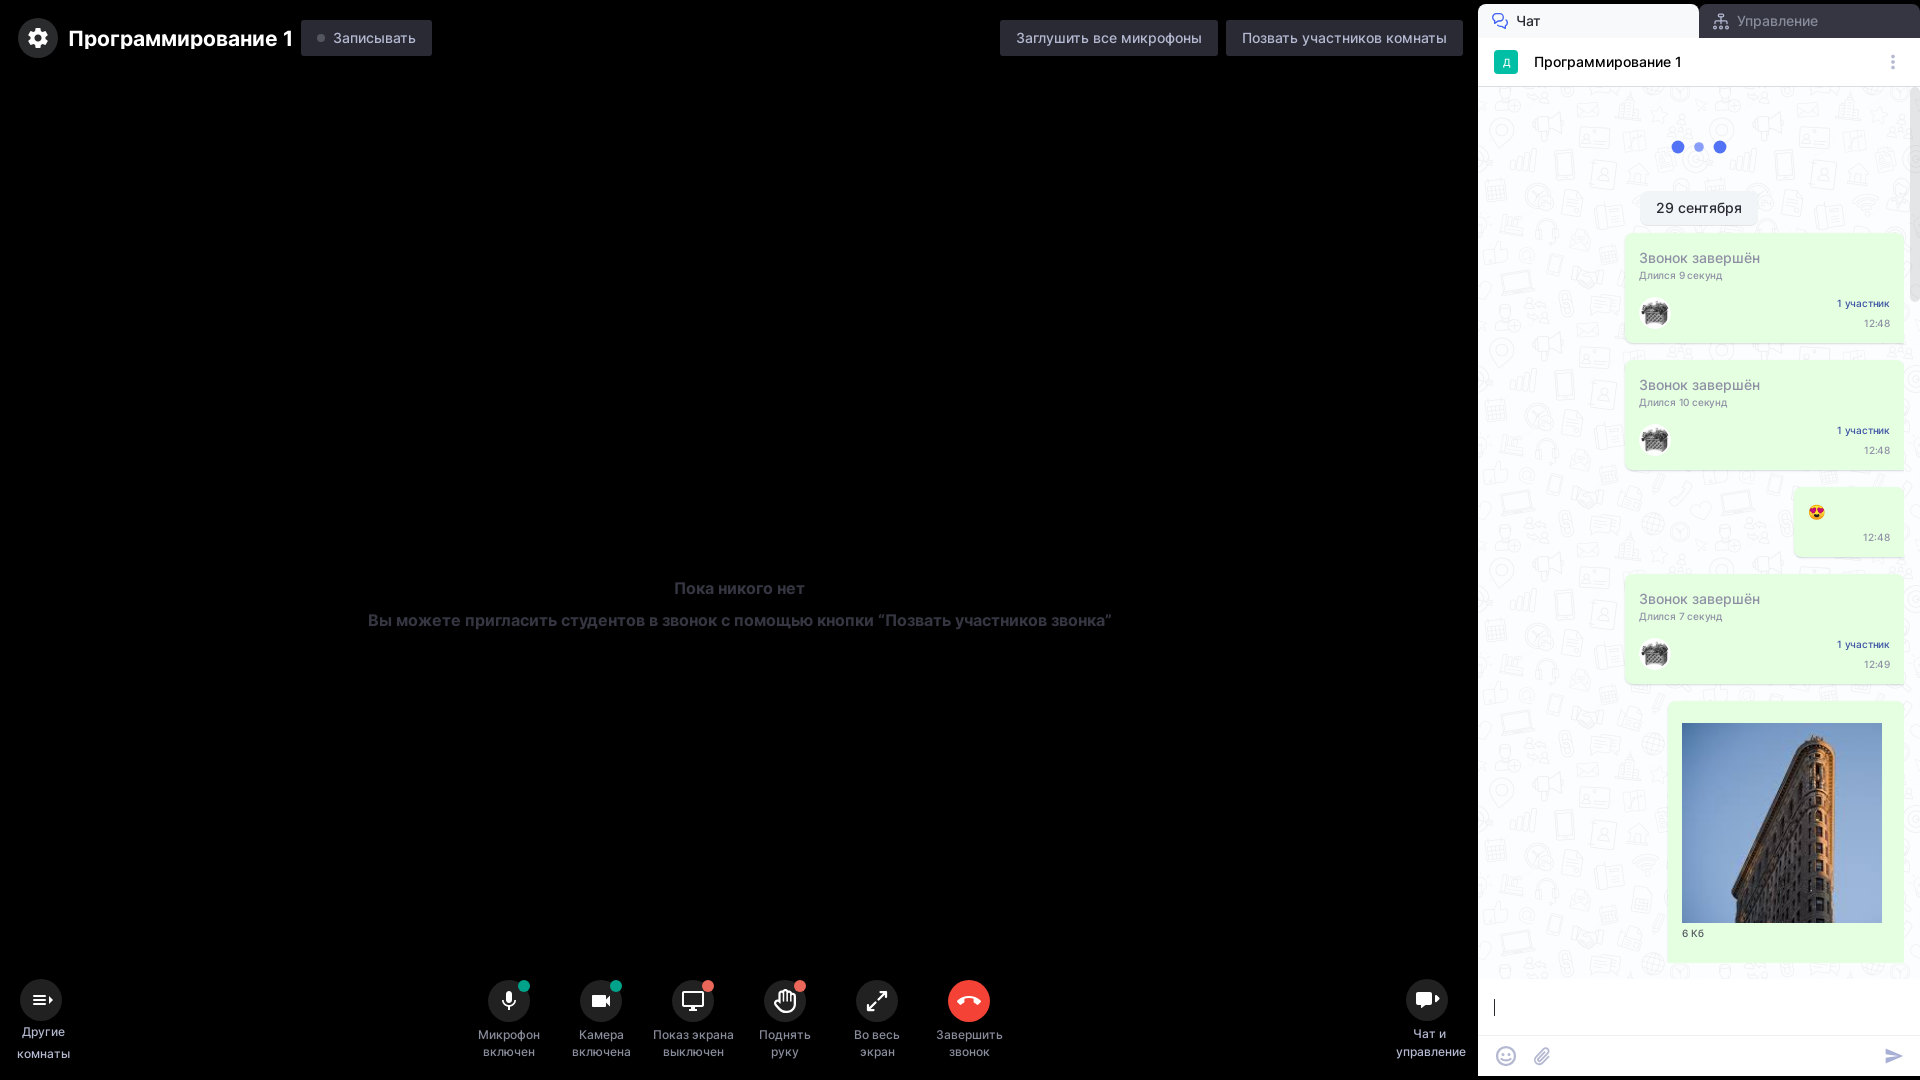 Программирование 1
Записывать
Заглушить все микрофоны
Позвать участников комнаты
Чат
Управление
Д
Программирование 1
29 сентября
Звонок завершён
Длился 9 секунд
1 участник
12:48
Звонок завершён
Длился 10 секунд
1 участник
12:48
12:48
Звонок завершён
Длился 7 секунд
1 участник
12:49
6 Кб
Пока никого нет
Вы можете пригласить студентов в звонок с помощью кнопки “Позвать участников звонка”
Другие
комнаты
Микрофон
включен
Камера
включена
Показ экрана
выключен
Поднять
руку
Во весь
экран
Завершить
звонок
Чат и
управление